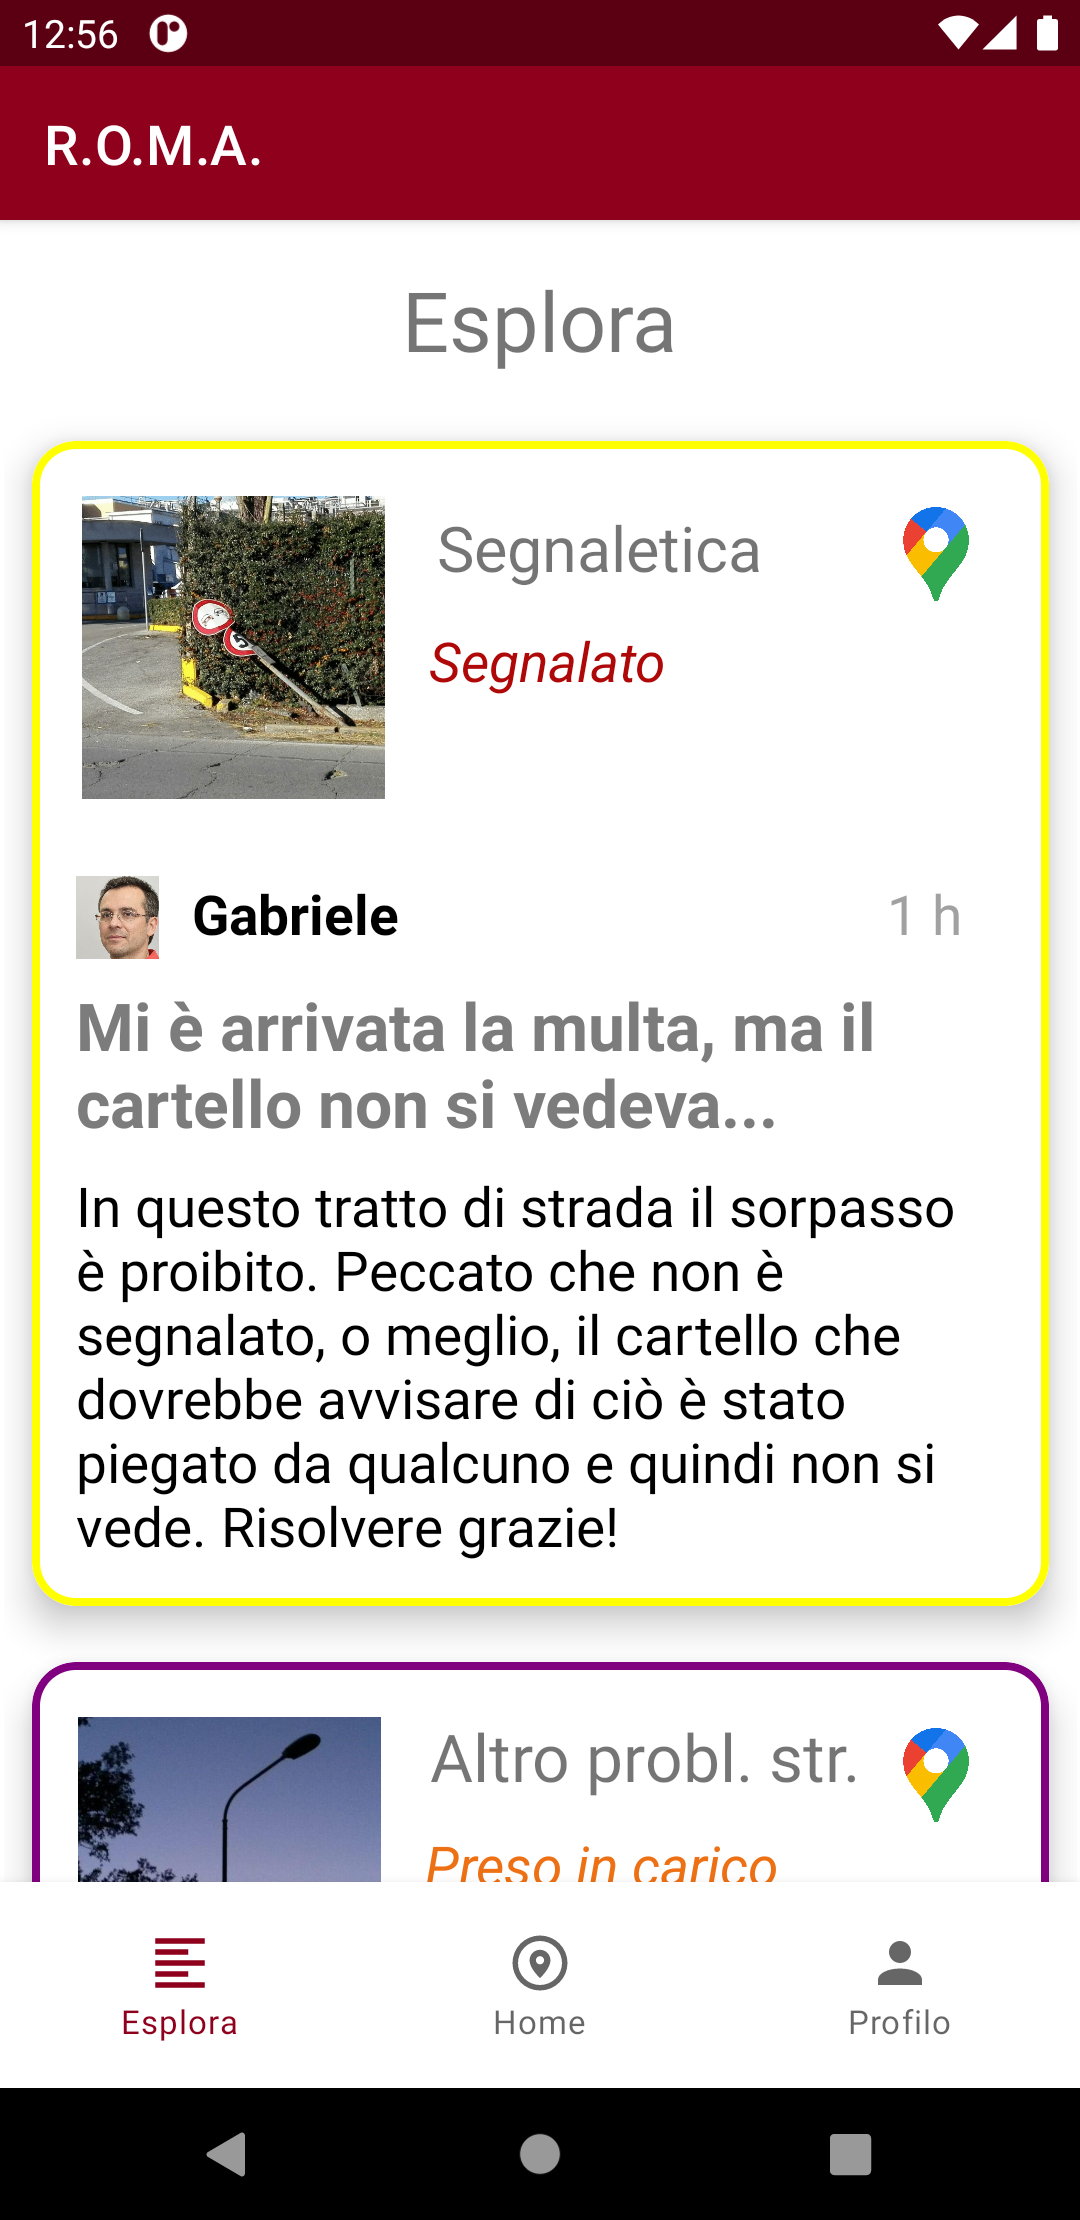 12:56
R.O.M.A.
Esplora
Segnaletica
Segnalato
Gabriele
1 h
Mi è arrivata la multa, ma il
cartello non si vedeva...
In questo tratto di strada il sorpasso
è proibito. Peccato che non è
segnalato, o meglio, il cartello che
dovrebbe avvisare di ciò è stato
piegato da qualcuno e quindi non si
vede. Risolvere grazie!
Altro probl. str.
Preso in carico
Esplora
Home
Profilo